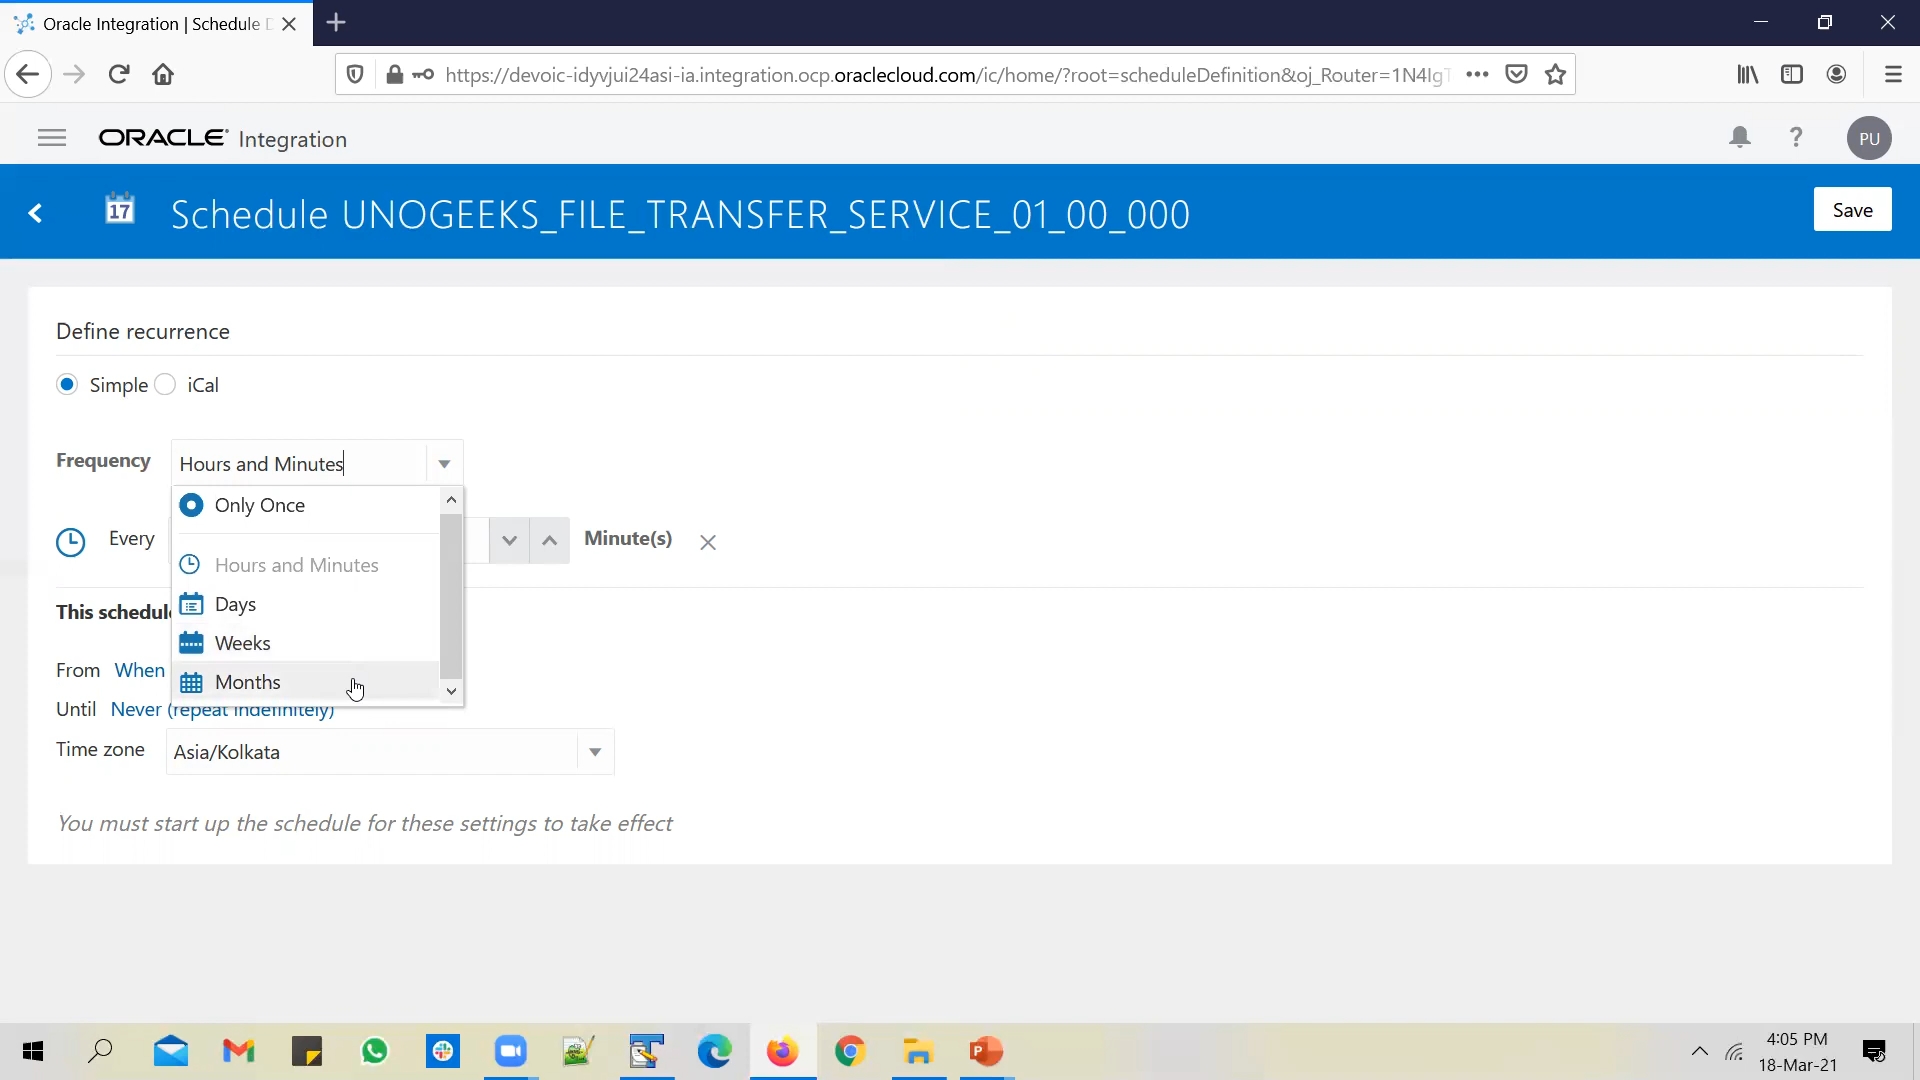 Oracle Integration | Schedule D
https://devoic-idyvjui24asi-ia.integration.ocp.oraclecloud.com/ic/home/?root=scheduleDefinition&oj_Router=1N4IgT
ORACLE Integration
PU
17
Schedule UNOGEEKS_FILE_TRANSFER_SERVICE_01_00_000
Save
Define recurrence
Simple iCal
Frequency Hours and Minutes
Only Once
Every Minute(s)
Hours and Minutes
Days
This schedul
Weeks
From When
Months
Until Never (repeat indefinitely)
Time zone Asia/Kolkata
You must start up the schedule for these settings to take effect
4:05 PM
18-Mar-21